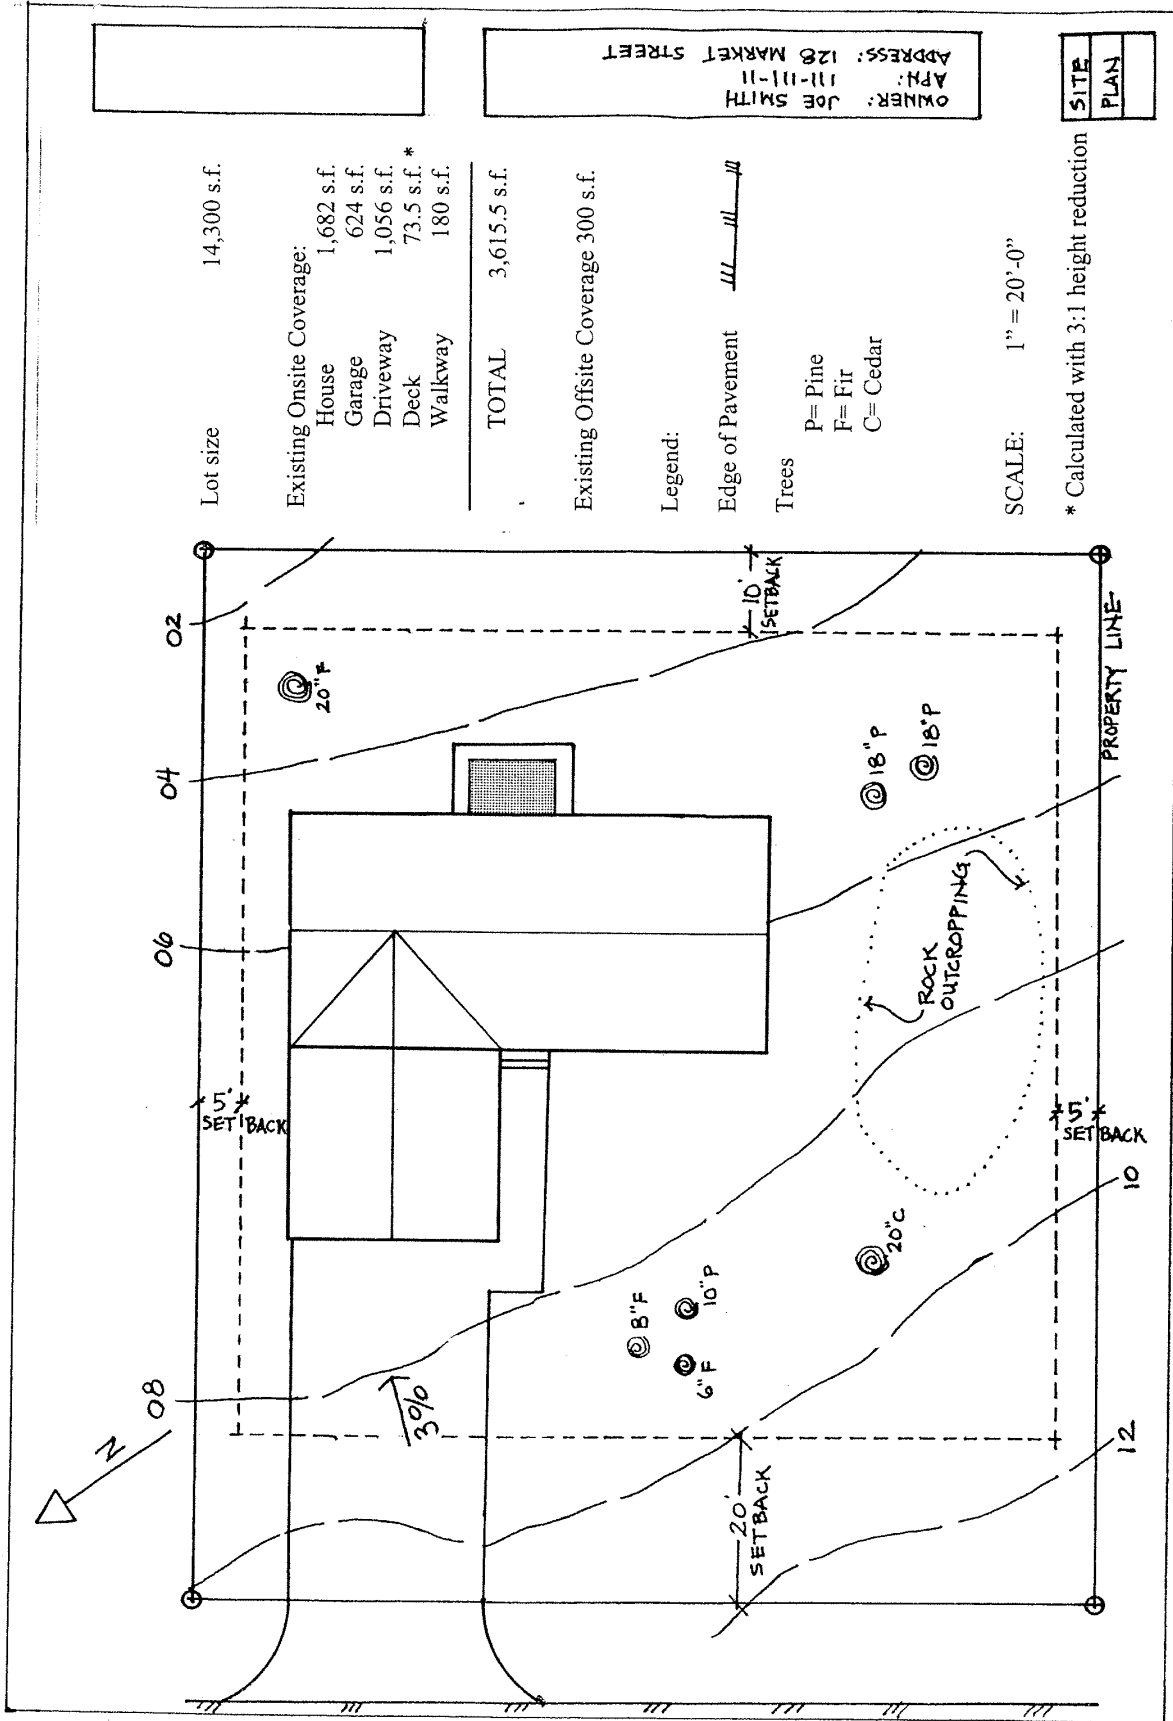 OWNER: JOE SMITH
APN: 111-111-11
ADDRESS: 128 MARKET STREET
SITE
PLAN
Lot size 14,300 s.f.
Existing Onsite Coverage:
House 1,682 s.f.
Garage 624 s.f.
Driveway 1,056 s.f.
Deck 73.5 s.f. *
Walkway 180 s.f.
TOTAL 3,615.5 s.f.
Existing Offsite Coverage 300 s.f.
Legend:
Edge of Pavement
Trees
P= Pine
F= Fir
C= Cedar
SCALE: 1" = 20'-0"
* Calculated with 3:1 height reduction
02
04
06
08
10
12
N
20"F
18"P
18"P
20"C
8"F
10"P
6"F
3%
ROCK
OUTCROPPING
PROPERTY LINE
10'
SETBACK
5'
SETBACK
5'
SETBACK
20'
SETBACK